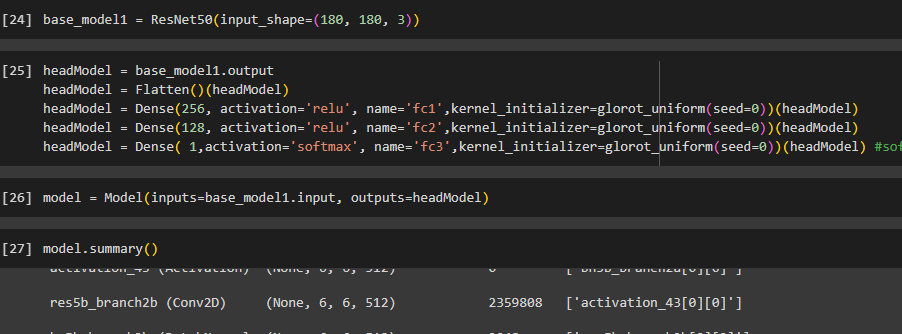 [24] base_model1 = ResNet50(input_shape=(180, 180, 3))
[25] headModel = base_model1.output
headModel = Flatten()(headModel)
headModel = Dense(256, activation='relu', name='fc1',kernel_initializer=glorot_uniform(seed=0))(headModel)
headModel = Dense(128, activation='relu', name='fc2',kernel_initializer=glorot_uniform(seed=0))(headModel)
headModel = Dense( 1,activation='softmax', name='fc3',kernel_initializer=glorot_uniform(seed=0))(headModel) #sof
[26] model = Model(inputs=base_model1.input, outputs=headModel)
[27] model.summary()
activation_43 (Activation) (None, 6, 6, 512) 0 ['bn5b_branch2a[0][0]']
res5b_branch2b (Conv2D) (None, 6, 6, 512) 2359808 ['activation_43[0][0]']